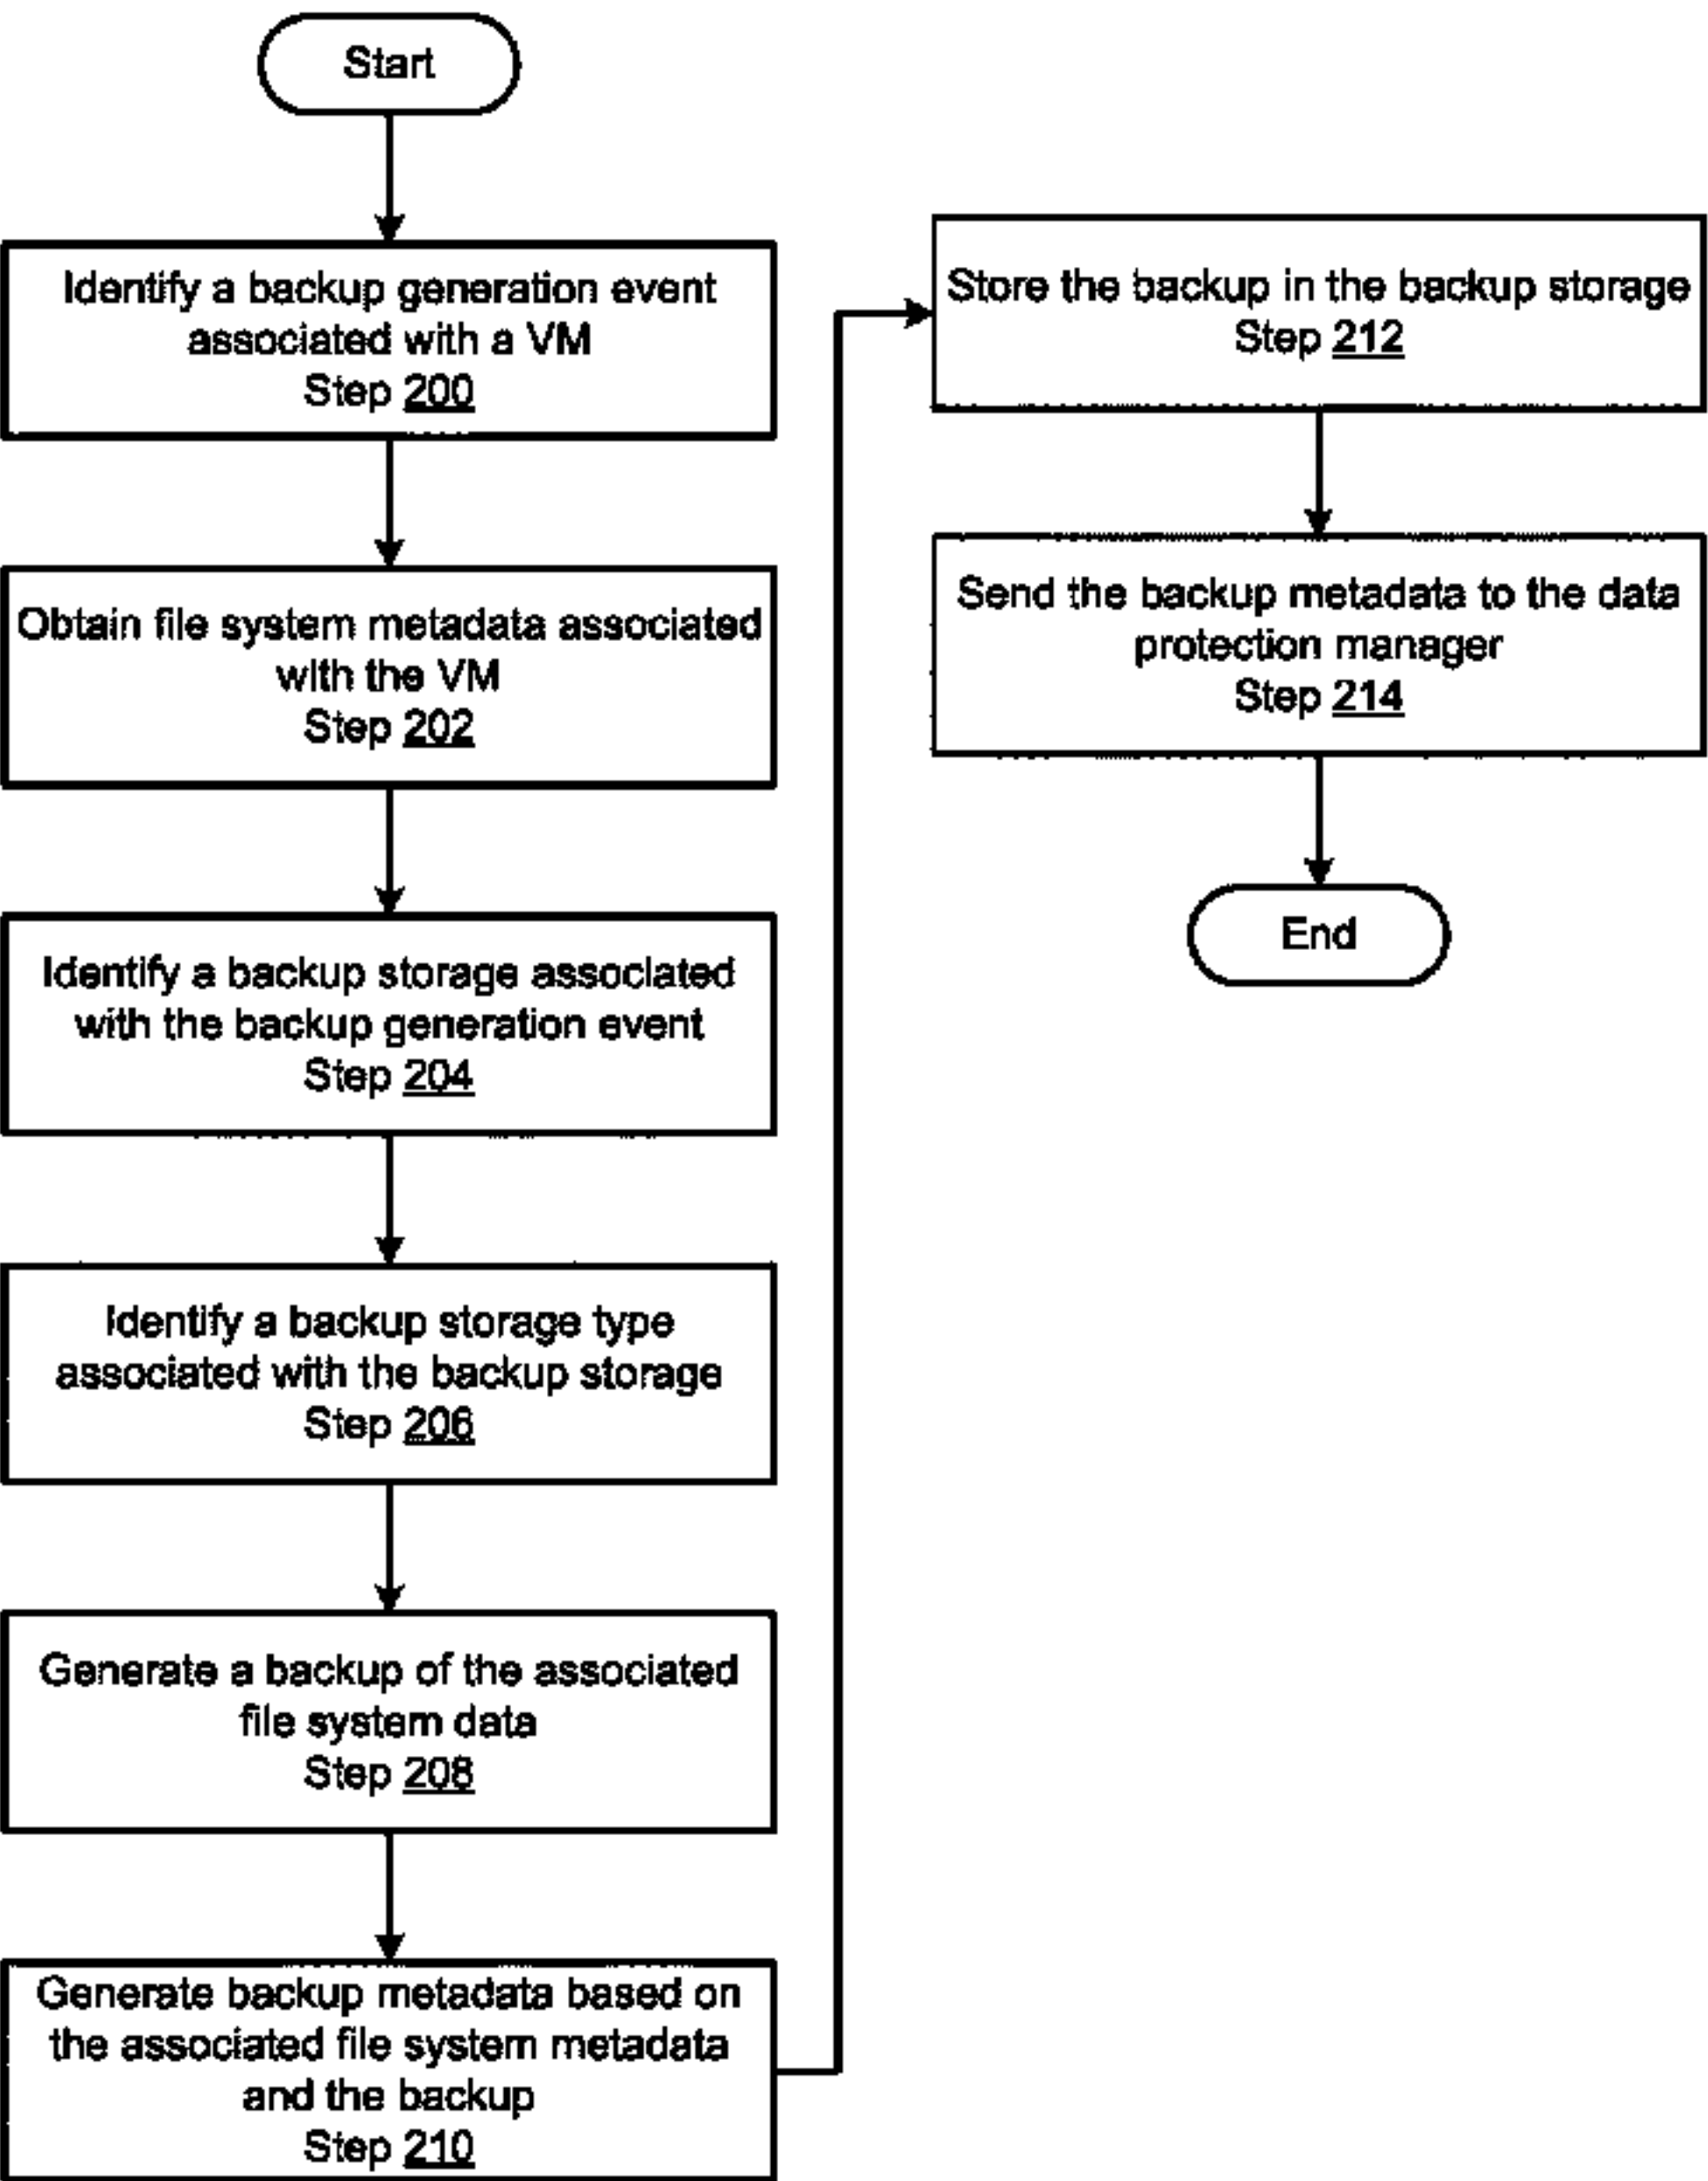 Start
Identify a backup generation event
associated with a VM
Step 200
Obtain file system metadata associated
with the VM
Step 202
Identify a backup storage associated
with the backup generation event
Step 204
Identify a backup storage type
associated with the backup storage
Step 206
Generate a backup of the associated
file system data
Step 208
Generate backup metadata based on
the associated file system metadata
and the backup
Step 210
Store the backup in the backup storage
Step 212
Send the backup metadata to the data
protection manager
Step 214
End